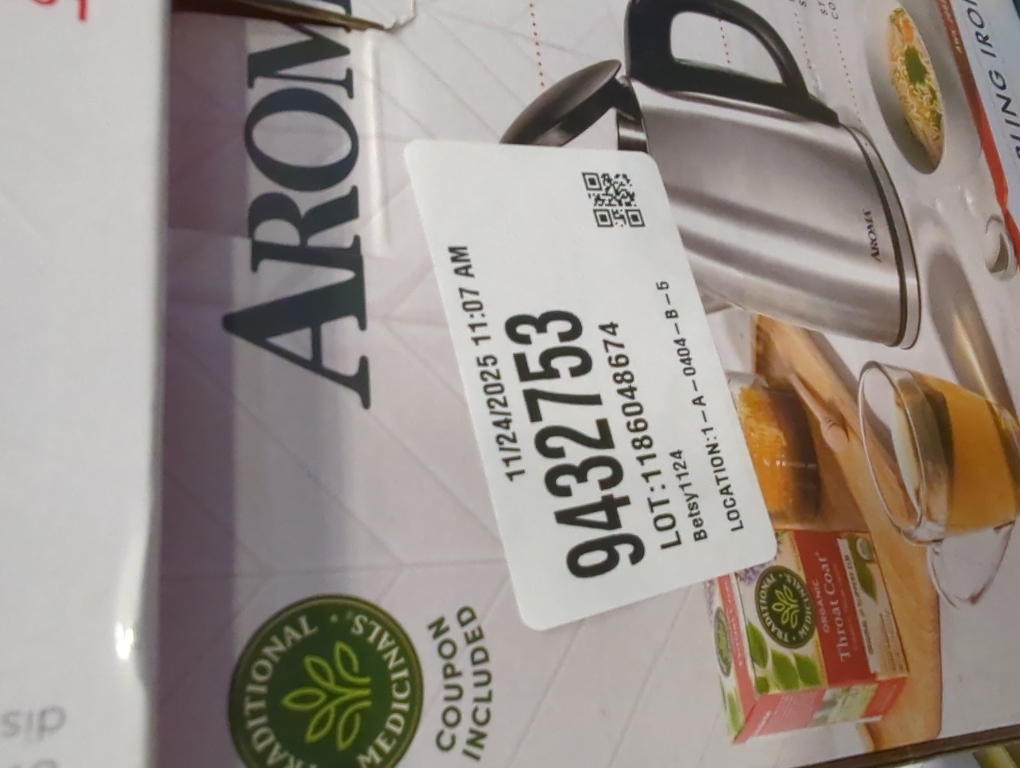 AROM
11/24/2025 11:07 AM
9432753
LOT:1186048674
Betsy1124
LOCATION:1-A-0404-B-5
TRADITIONAL
MEDICINALS
COUPON
INCLUDED
AROMA
TRADITIONAL
MEDICINALS
ORGANIC
Throat Coat
dis